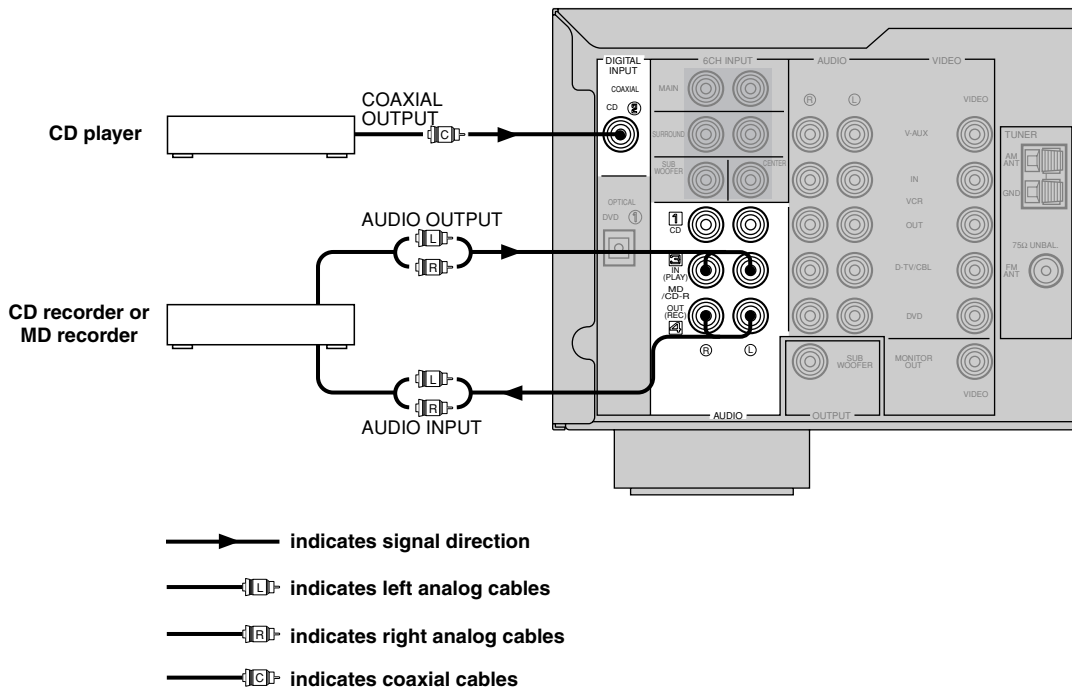 CD player
COAXIAL
OUTPUT
C
CD recorder or
MD recorder
AUDIO OUTPUT
L
R
L
R
AUDIO INPUT
DIGITAL
INPUT
COAXIAL
CD 2
OPTICAL
DVD 1
6CH INPUT
MAIN
SURROUND
SUB
WOOFER
CENTER
1
CD
3
IN
(PLAY)
MD
/CD-R
OUT
(REC)
4
R L
AUDIO
AUDIO
VIDEO
R L
VIDEO
V-AUX
IN
VCR
OUT
D-TV/CBL
DVD
SUB
WOOFER
OUTPUT
MONITOR
OUT
VIDEO
TUNER
AM
ANT
GND
75Ω UNBAL.
FM
ANT
indicates signal direction
L indicates left analog cables
R indicates right analog cables
C indicates coaxial cables